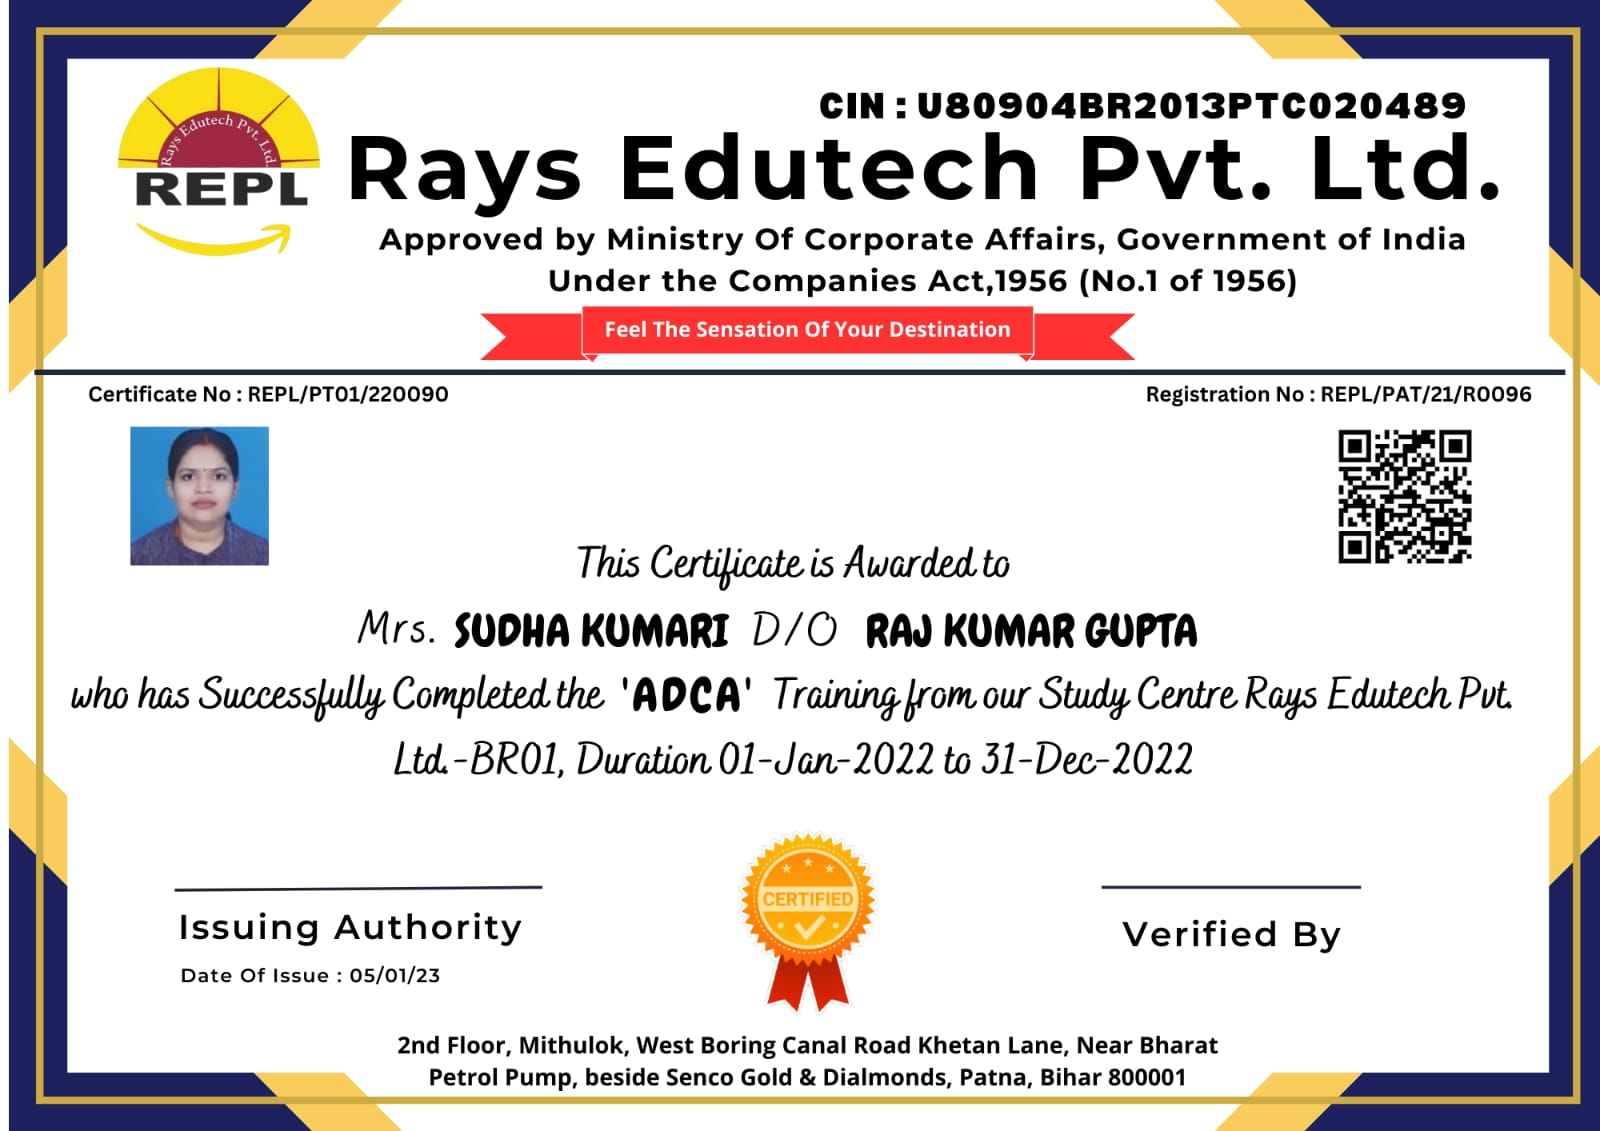 CIN : U80904BR2013PTC020489
Rays Edutech Pvt. Ltd.
REPL
Rays Edutech Pvt. Ltd.
Approved by Ministry Of Corporate Affairs, Government of India
Under the Companies Act,1956 (No.1 of 1956)
Feel The Sensation Of Your Destination
Certificate No : REPL/PT01/220090
Registration No : REPL/PAT/21/R0096
This Certificate is Awarded to
Mrs. SUDHA KUMARI D/O RAJ KUMAR GUPTA
who has Successfully Completed the 'ADCA' Training from our Study Centre Rays Edutech Pvt.
Ltd.-BR01, Duration 01-Jan-2022 to 31-Dec-2022
CERTIFIED
Issuing Authority
Verified By
Date Of Issue : 05/01/23
2nd Floor, Mithulok, West Boring Canal Road Khetan Lane, Near Bharat
Petrol Pump, beside Senco Gold & Dialmonds, Patna, Bihar 800001